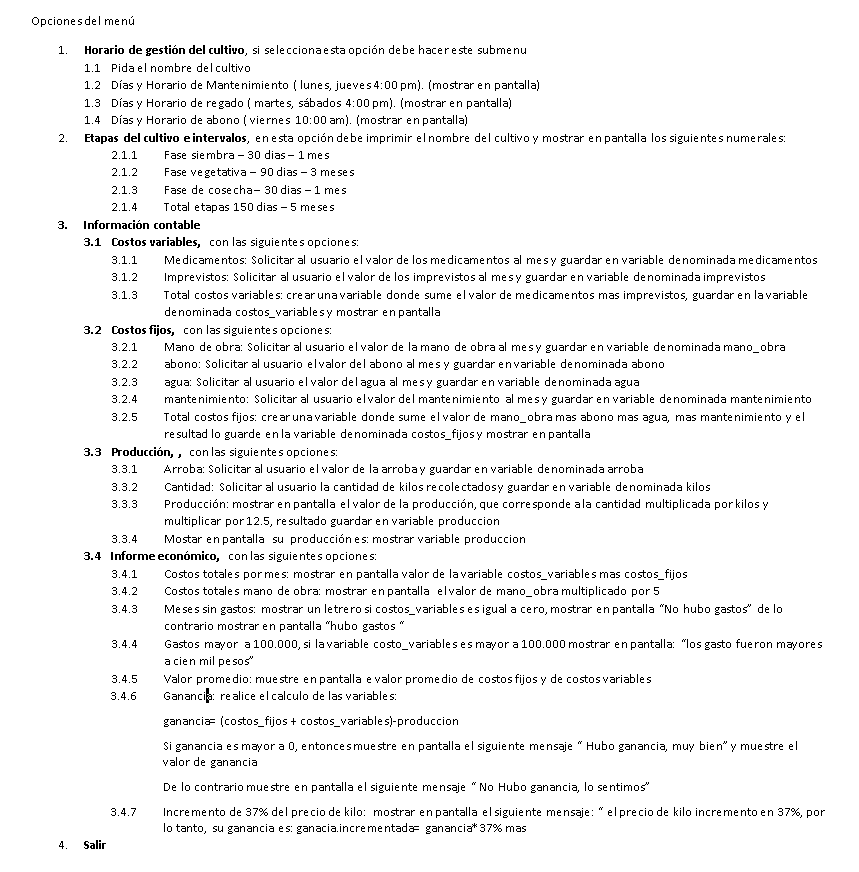 Opciones del menú
1. Horario de gestión del cultivo, si selecciona esta opción debe hacer este submenu
1.1 Pida el nombre del cultivo
1.2 Días y Horario de Mantenimiento ( lunes, jueves 4:00 pm). (mostrar en pantalla)
1.3 Días y Horario de regado ( martes, sábados 4:00 pm). (mostrar en pantalla)
1.4 Días y Horario de abono ( viernes 10:00 am). (mostrar en pantalla)
2. Etapas del cultivo e intervalos, en esta opción debe imprimir el nombre del cultivo y mostrar en pantalla los siguientes numerales:
2.1.1 Fase siembra – 30 dias – 1 mes
2.1.2 Fase vegetativa – 90 dias – 3 meses
2.1.3 Fase de cosecha – 30 dias – 1 mes
2.1.4 Total etapas 150 dias – 5 meses
3. Información contable
3.1 Costos variables, con las siguientes opciones:
3.1.1 Medicamentos: Solicitar al usuario el valor de los medicamentos al mes y guardar en variable denominada medicamentos
3.1.2 Imprevistos: Solicitar al usuario el valor de los imprevistos al mes y guardar en variable denominada imprevistos
3.1.3 Total costos variables: crear una variable donde sume el valor de medicamentos mas imprevistos, guardar en la variable
denominada costos_variables y mostrar en pantalla
3.2 Costos fijos, con las siguientes opciones:
3.2.1 Mano de obra: Solicitar al usuario el valor de la mano de obra al mes y guardar en variable denominada mano_obra
3.2.2 abono: Solicitar al usuario el valor del abono al mes y guardar en variable denominada abono
3.2.3 agua: Solicitar al usuario el valor del agua al mes y guardar en variable denominada agua
3.2.4 mantenimiento: Solicitar al usuario el valor del mantenimiento al mes y guardar en variable denominada mantenimiento
3.2.5 Total costos fijos: crear una variable donde sume el valor de mano_obra mas abono mas agua, mas mantenimiento y el
resultad lo guarde en la variable denominada costos_fijos y mostrar en pantalla
3.3 Producción, , con las siguientes opciones:
3.3.1 Arroba: Solicitar al usuario el valor de la arroba y guardar en variable denominada arroba
3.3.2 Cantidad: Solicitar al usuario la cantidad de kilos recolectados y guardar en variable denominada kilos
3.3.3 Producción: mostrar en pantalla el valor de la producción, que corresponde a la cantidad multiplicada por kilos y
multiplicar por 12.5, resultado guardar en variable produccion
3.3.4 Mostar en pantalla su producción es: mostrar variable produccion
3.4 Informe económico, con las siguientes opciones:
3.4.1 Costos totales por mes: mostrar en pantalla valor de la variable costos_variables mas costos_fijos
3.4.2 Costos totales mano de obra: mostrar en pantalla el valor de mano_obra multiplicado por 5
3.4.3 Meses sin gastos: mostrar un letrero si costos_variables es igual a cero, mostrar en pantalla “No hubo gastos” de lo
contrario mostrar en pantalla “hubo gastos “
3.4.4 Gastos mayor a 100.000, si la variable costo_variables es mayor a 100.000 mostrar en pantalla: “los gasto fueron mayores
a cien mil pesos”
3.4.5 Valor promedio: muestre en pantalla e valor promedio de costos fijos y de costos variables
3.4.6 Ganancia: realice el calculo de las variables:
ganancia= (costos_fijos + costos_variables)-produccion
Si ganancia es mayor a 0, entonces muestre en pantalla el siguiente mensaje “ Hubo ganancia, muy bien” y muestre el
valor de ganancia
De lo contrario muestre en pantalla el siguiente mensaje “ No Hubo ganancia, lo sentimos”
3.4.7 Incremento de 37% del precio de kilo: mostrar en pantalla el siguiente mensaje: “ el precio de kilo incremento en 37%, por
lo tanto, su ganancia es: ganacia.incrementada= ganancia*37% mas
4. Salir